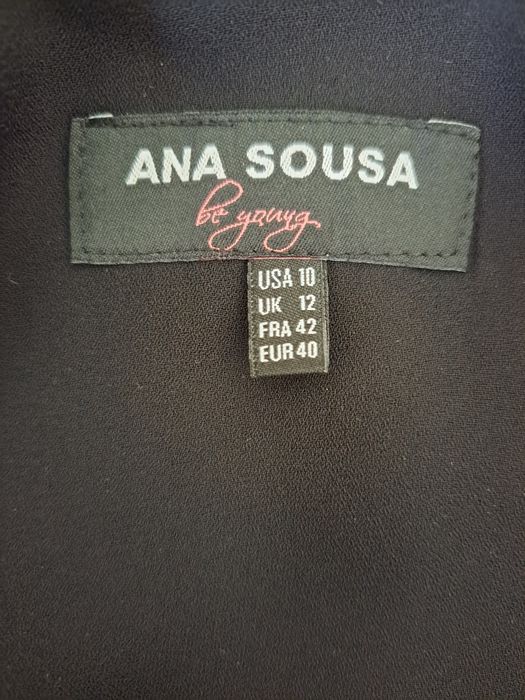 ANA SOUSA
be young
USA 10
UK 12
FRA 42
EUR 40